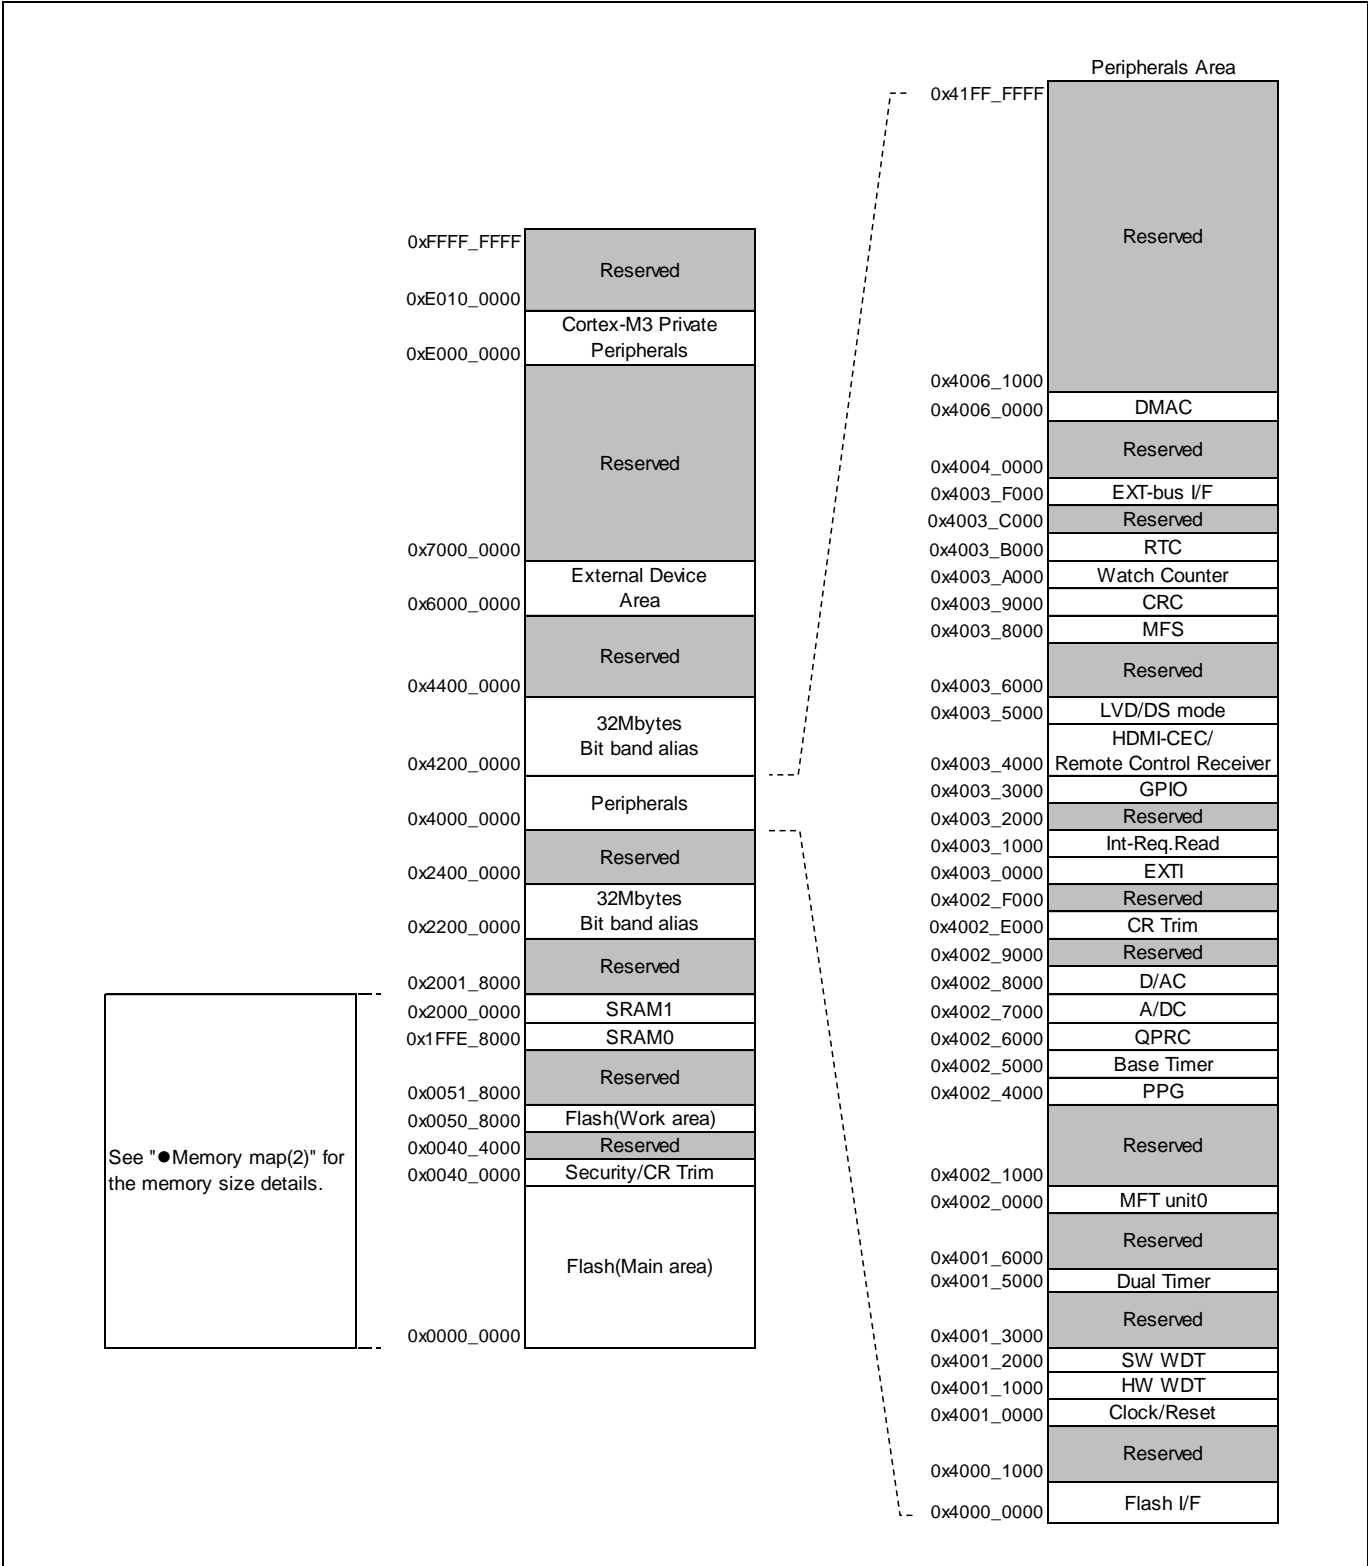 Peripherals Area
0x41FF_FFFF
Reserved
0x4006_1000
0x4006_0000 DMAC
Reserved
0x4004_0000
0x4003_F000 EXT-bus I/F
0x4003_C000 Reserved
0x4003_B000 RTC
0x4003_A000 Watch Counter
0x4003_9000 CRC
0x4003_8000 MFS
Reserved
0x4003_6000
0x4003_5000 LVD/DS mode
HDMI-CEC/
0x4003_4000 Remote Control Receiver
0x4003_3000 GPIO
0x4003_2000 Reserved
0x4003_1000 Int-Req.Read
0x4003_0000 EXTI
0x4002_F000 Reserved
0x4002_E000 CR Trim
0x4002_9000 Reserved
0x4002_8000 D/AC
0x4002_7000 A/DC
0x4002_6000 QPRC
0x4002_5000 Base Timer
0x4002_4000 PPG
Reserved
0x4002_1000
0x4002_0000 MFT unit0
Reserved
0x4001_6000
0x4001_5000 Dual Timer
Reserved
0x4001_3000
0x4001_2000 SW WDT
0x4001_1000 HW WDT
0x4001_0000 Clock/Reset
Reserved
0x4000_1000
0x4000_0000 Flash I/F
0xFFFF_FFFF
Reserved
0xE010_0000
Cortex-M3 Private
0xE000_0000 Peripherals
Reserved
0x7000_0000
External Device
0x6000_0000 Area
Reserved
0x4400_0000
32Mbytes
Bit band alias
0x4200_0000
Peripherals
0x4000_0000
Reserved
0x2400_0000
32Mbytes
0x2200_0000 Bit band alias
Reserved
0x2001_8000
0x2000_0000 SRAM1
0x1FFE_8000 SRAM0
Reserved
0x0051_8000
0x0050_8000 Flash(Work area)
0x0040_4000 Reserved
0x0040_0000 Security/CR Trim
Flash(Main area)
0x0000_0000
See "●Memory map(2)" for
the memory size details.